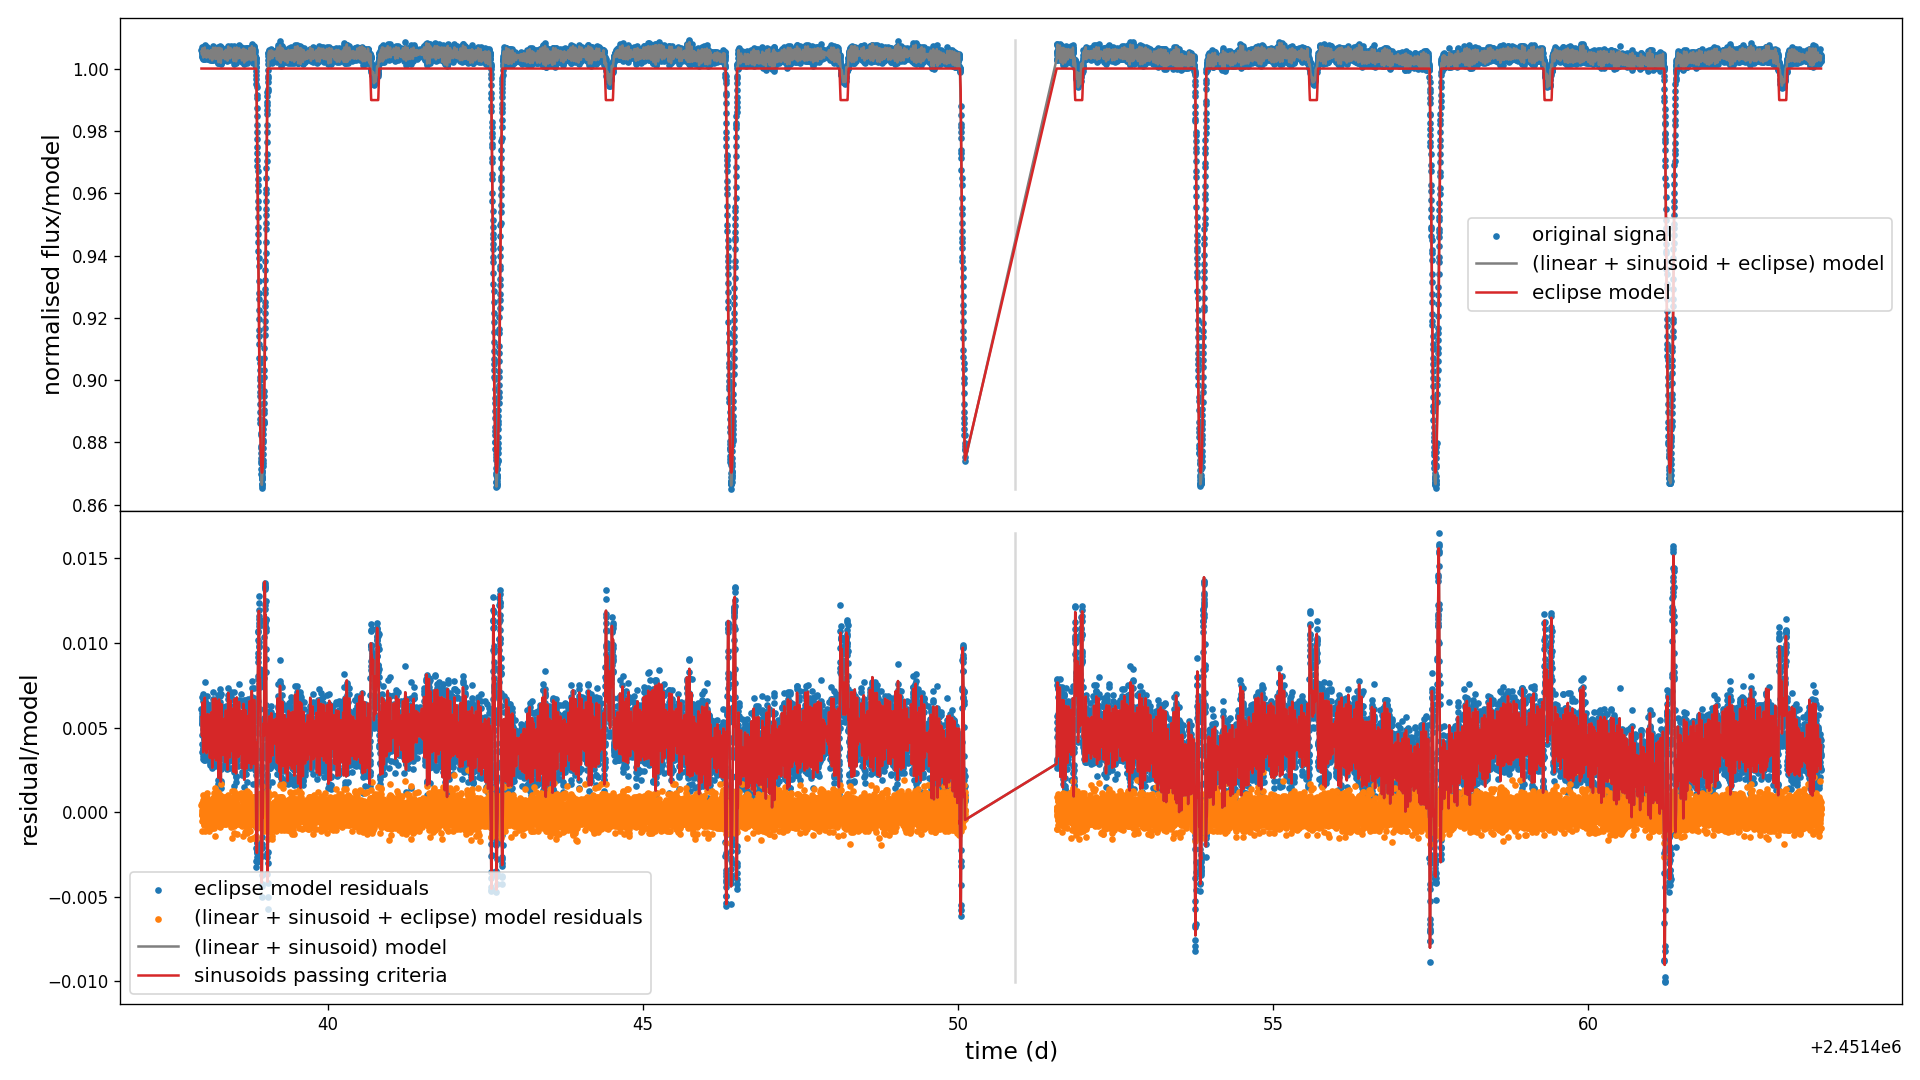 normalised flux/model
1.00
0.98
0.96
0.94
0.92
0.90
0.88
0.86
original signal
(linear + sinusoid + eclipse) model
eclipse model
residual/model
0.015
0.010
0.005
0.000
−0.005
−0.010
eclipse model residuals
(linear + sinusoid + eclipse) model residuals
(linear + sinusoid) model
sinusoids passing criteria
40 45 50 55 60
time (d)
+2.4514e6